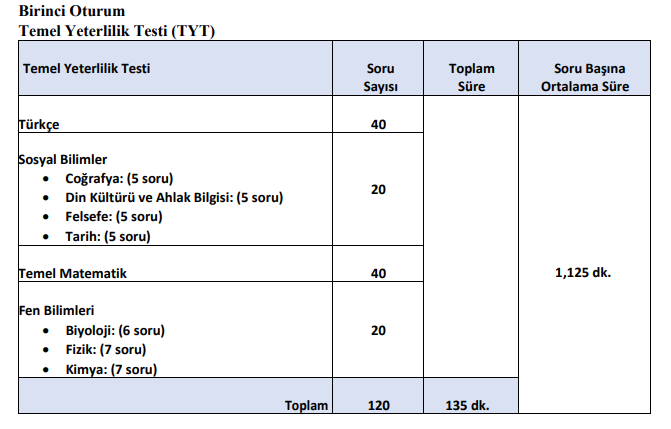 Birinci Oturum
Temel Yeterlilik Testi (TYT)
Temel Yeterlilik Testi
Soru
Sayısı
Toplam
Süre
Soru Başına
Ortalama Süre
Türkçe
40
Sosyal Bilimler
• Coğrafya: (5 soru)
• Din Kültürü ve Ahlak Bilgisi: (5 soru)
• Felsefe: (5 soru)
• Tarih: (5 soru)
20
Temel Matematik
40
1,125 dk.
Fen Bilimleri
• Biyoloji: (6 soru)
• Fizik: (7 soru)
• Kimya: (7 soru)
20
Toplam
120
135 dk.